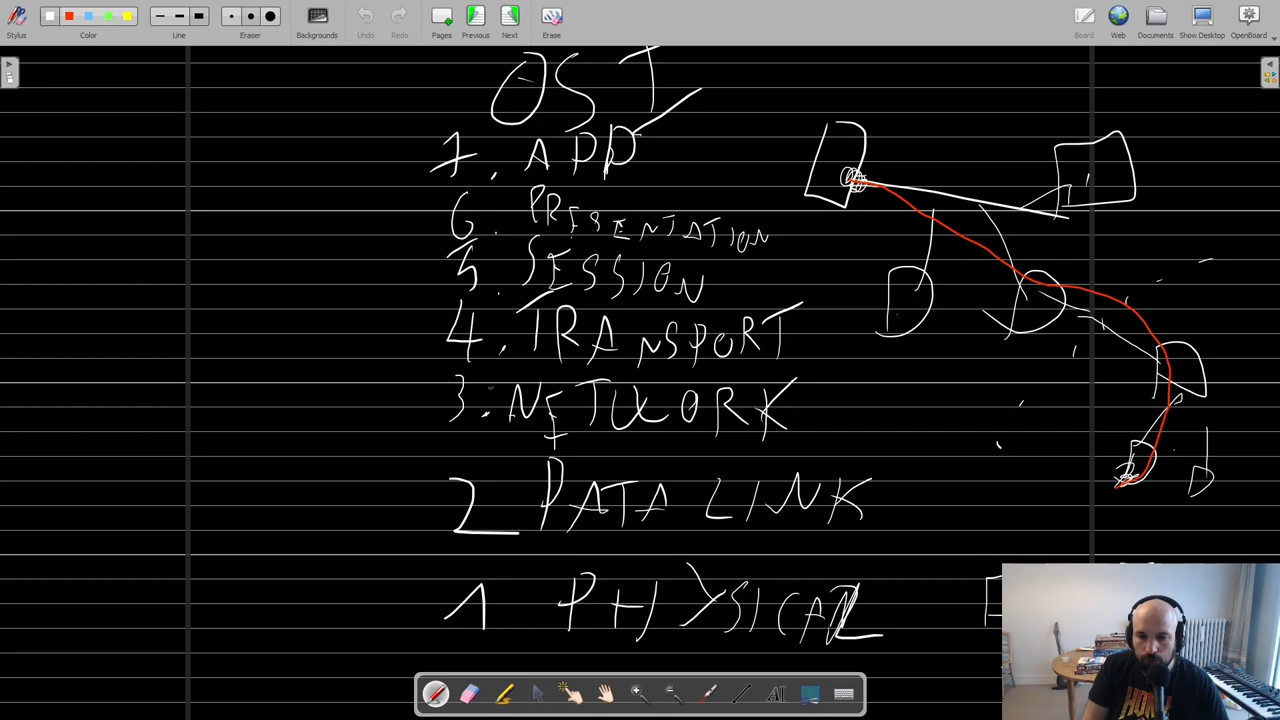 Stylus
Color
Line
Eraser
Backgrounds
Undo
Redo
Pages
Previous
Next
Erase
Board
Web
Documents
Show Desktop
OpenBoard
OSI
7. APP
6. PRESENTATION
5. SESSION
4. TRANSPORT
3. NETWORK
2 DATA LINK
1 PHYSICAL